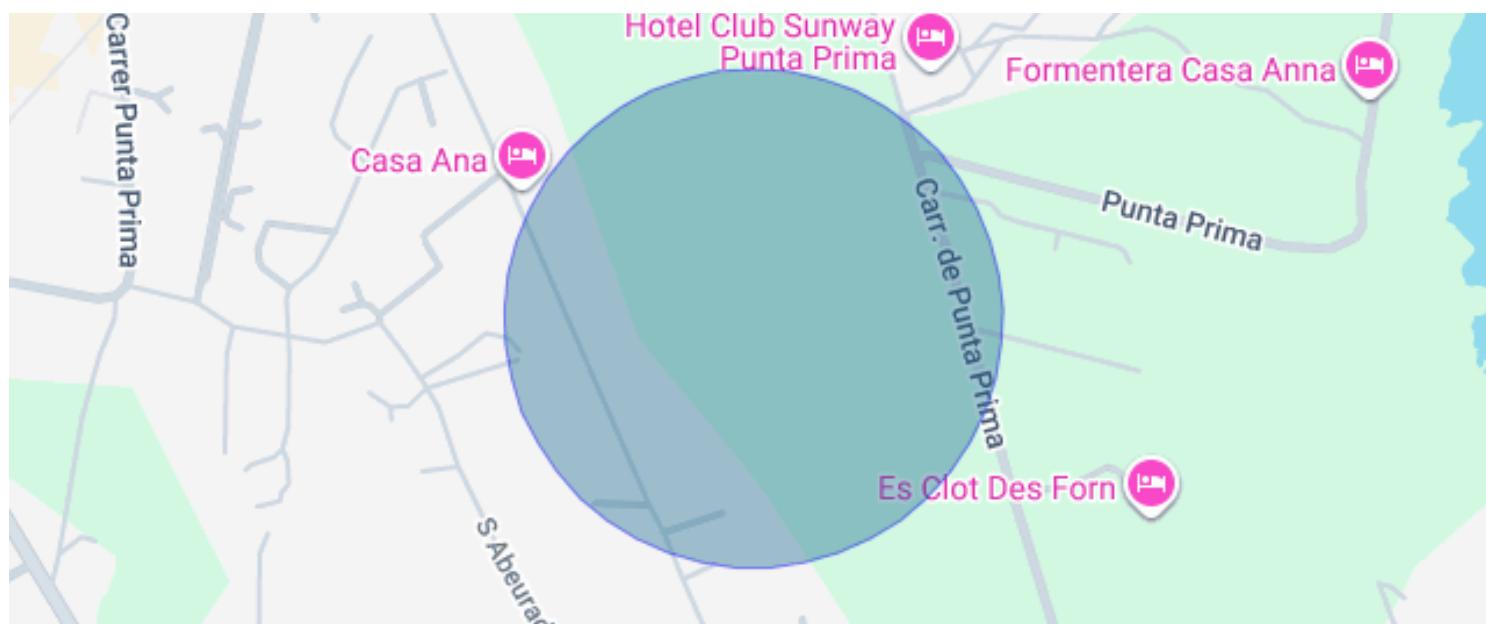 Carrer Punta Prima
Hotel Club Sunway
Punta Prima
Formentera Casa Anna
Casa Ana
Punta Prima
Carr. de Punta Prima
Es Clot Des Forn
S Abeurad